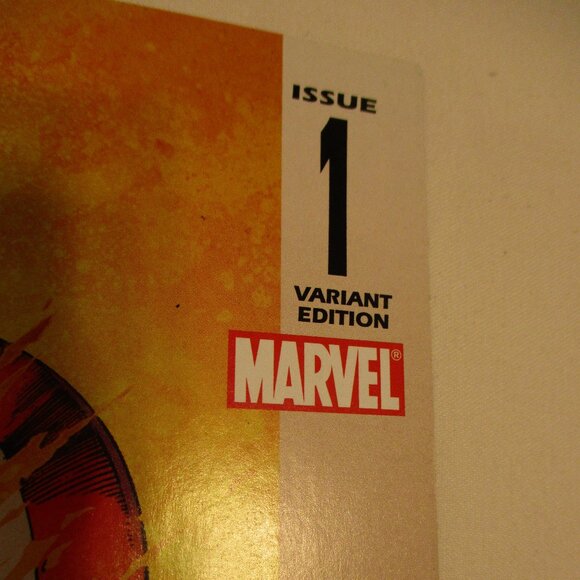 ISSUE
1
VARIANT
EDITION
MARVEL®